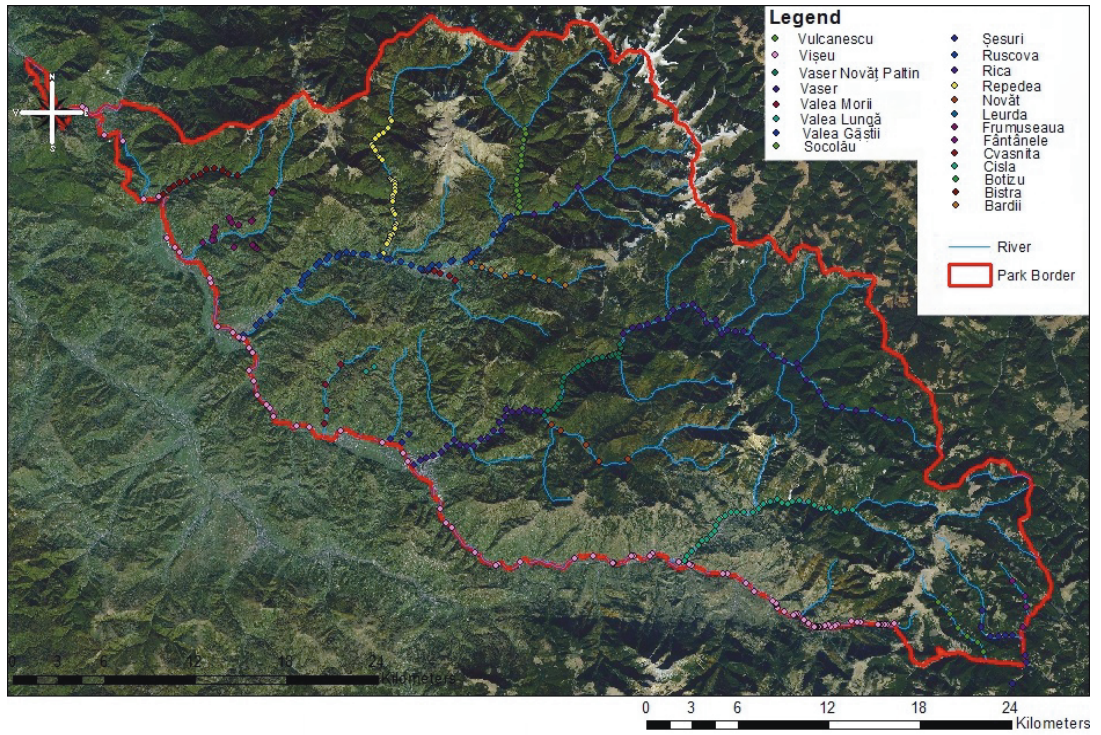 Legend
Vulcanescu
Vișeu
Vaser Novăț Paltin
Vaser
Valea Morii
Valea Lungă
Valea Găștii
Socolău
Șesuri
Ruscova
Rica
Repedea
Novăt
Leurda
Frumuseaua
Fântânele
Cvasnita
Cisla
Botizu
Bistra
Bardii
River
Park Border
N
S
0 3 6 12 18 24
Kilometers
0 3 6 12 18 24
Kilometers